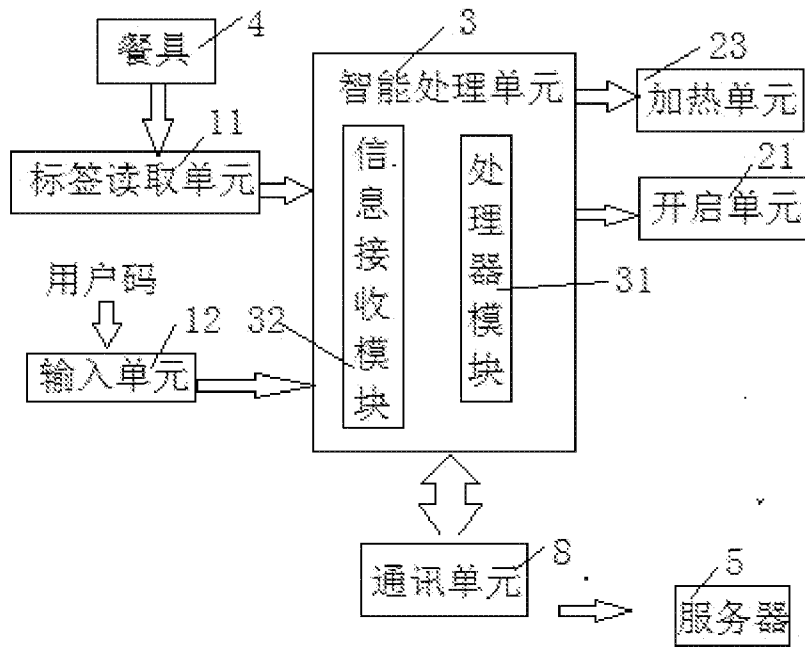 餐具
4
3
智能处理单元
23
加热单元
11
标签读取单元
信息接收模块
处理器模块
21
开启单元
用户码
12
32
31
输入单元
8
通讯单元
5
服务器